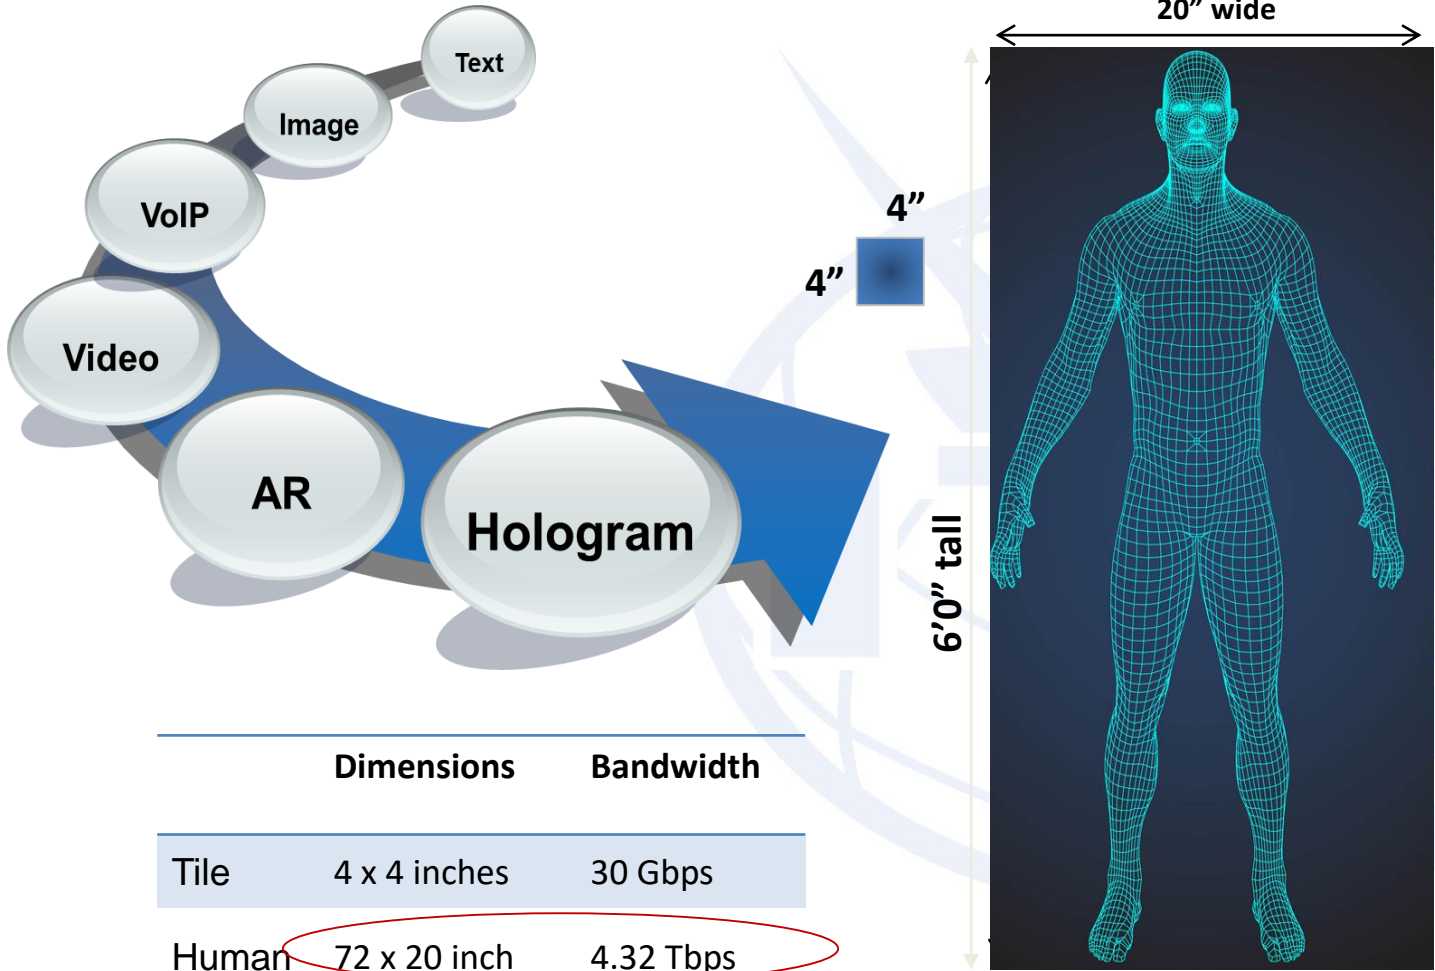 20” wide
Text
Image
VoIP
Video
AR
Hologram
4”
4”
6’0” tall
Dimensions Bandwidth
Tile 4 x 4 inches 30 Gbps
Human 72 x 20 inch 4.32 Tbps